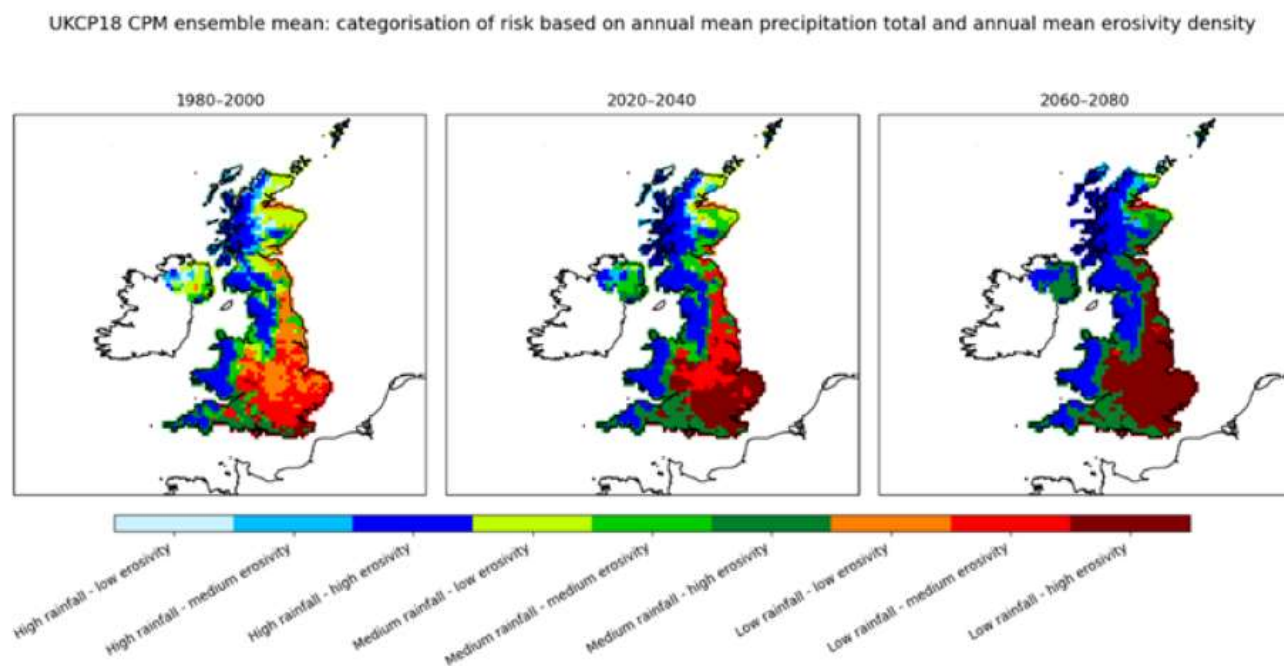 UKCP18 CPM ensemble mean: categorisation of risk based on annual mean precipitation total and annual mean erosivity density
1980–2000
2020–2040
2060–2080
High rainfall - low erosivity
High rainfall - medium erosivity
High rainfall - high erosivity
Medium rainfall - low erosivity
Medium rainfall - medium erosivity
Medium rainfall - high erosivity
Low rainfall - low erosivity
Low rainfall - medium erosivity
Low rainfall - high erosivity